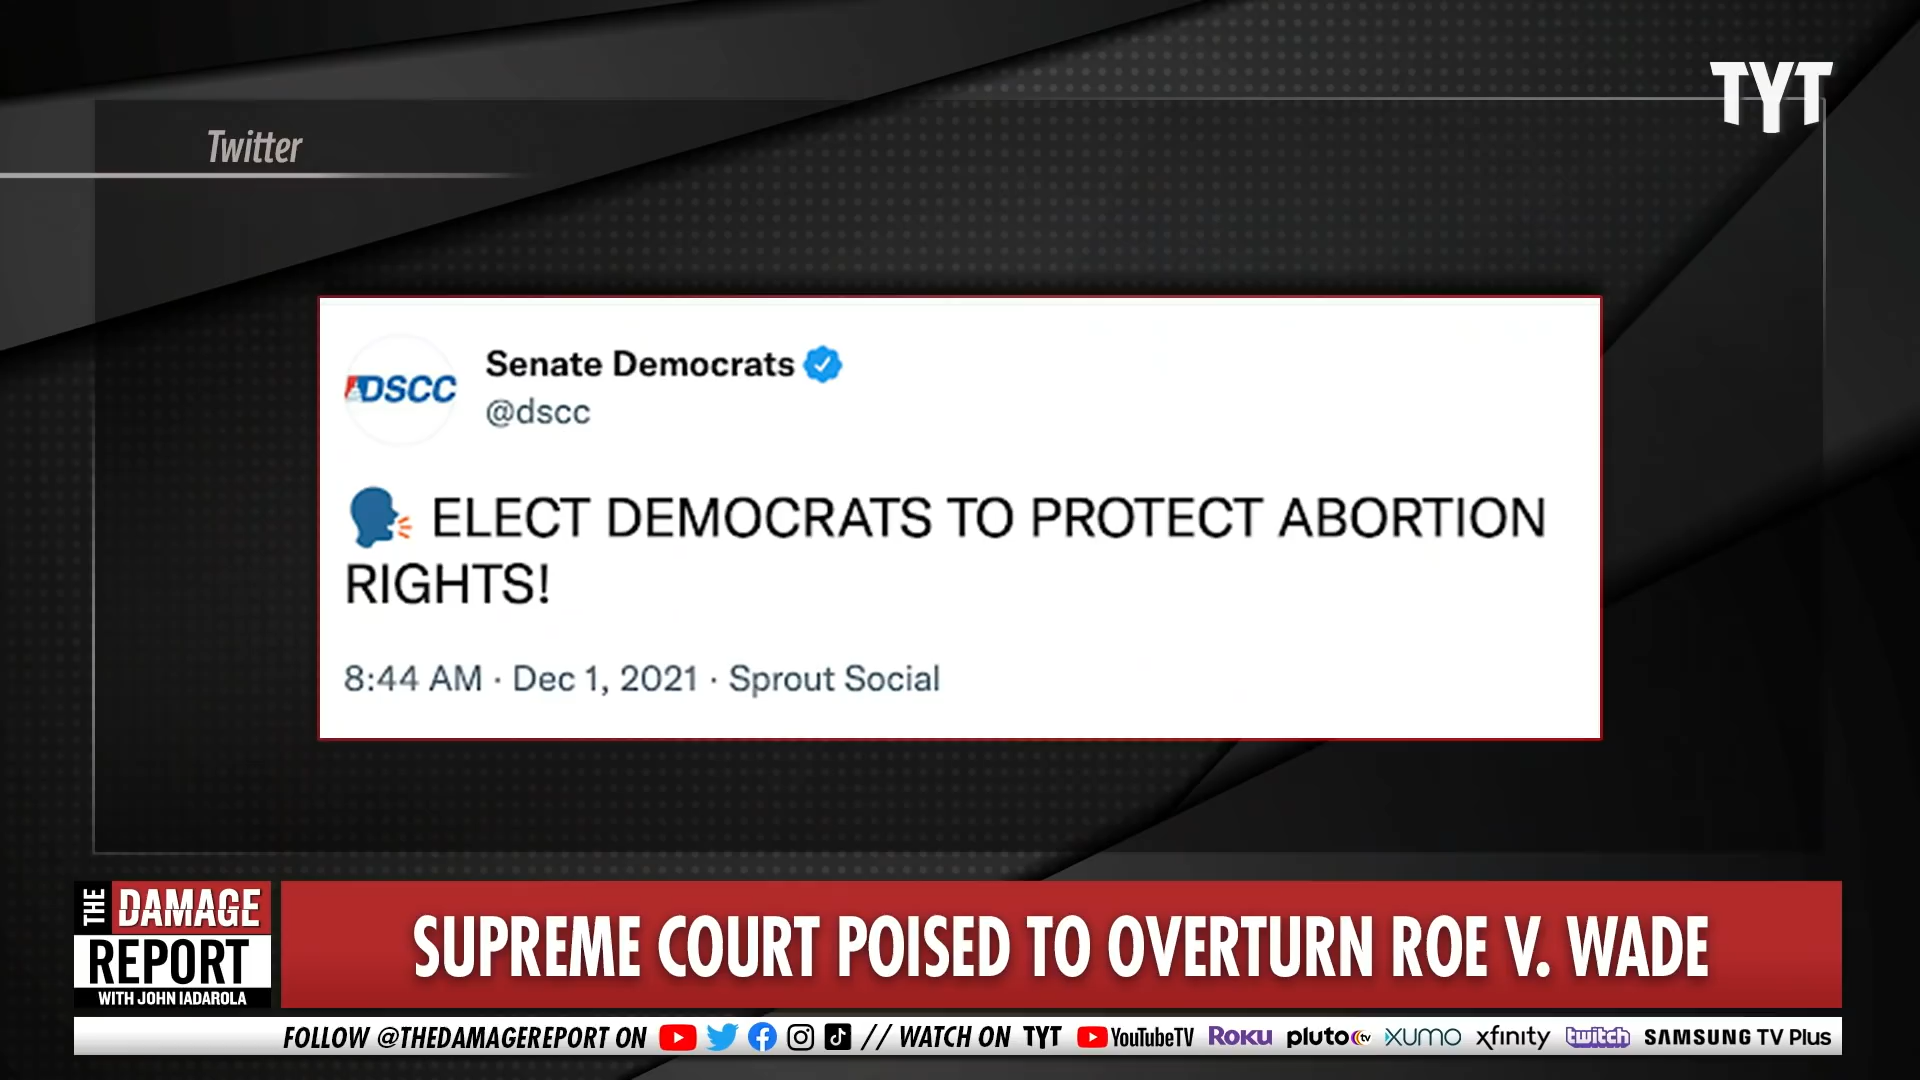 TYT
Twitter
DSCC
Senate Democrats
@dscc
ELECT DEMOCRATS TO PROTECT ABORTION
RIGHTS!
8:44 AM · Dec 1, 2021 · Sprout Social
THE DAMAGE
REPORT
WITH JOHN IADAROLA
SUPREME COURT POISED TO OVERTURN ROE V. WADE
FOLLOW @THEDAMAGEREPORT ON // WATCH ON TYT YouTubeTV ROKU pluto tv XUMO xfinity twitch SAMSUNG TV Plus